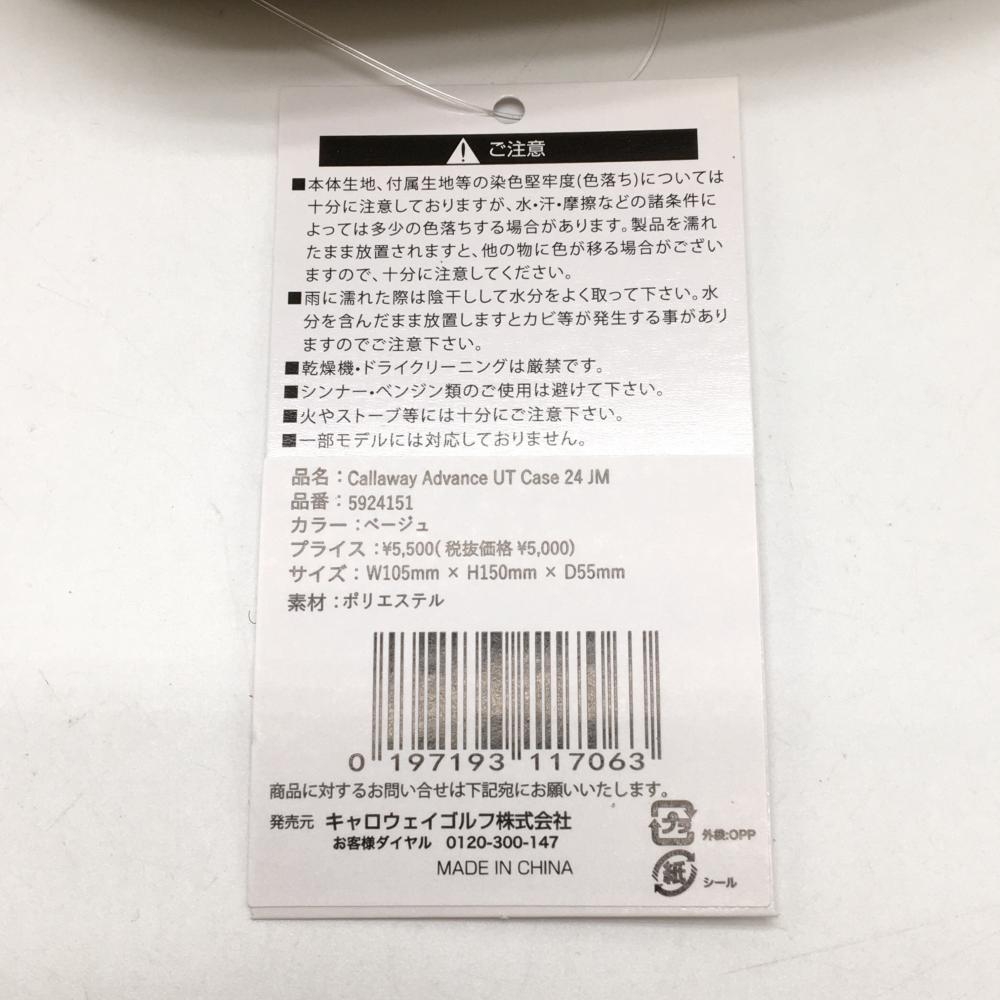 ご注意
■本体生地、付属生地等の染色堅牢度(色落ち)については
十分に注意しておりますが、水・汗・摩擦などの諸条件に
よっては多少の色落ちする場合があります。製品を濡れ
たまま放置されますと、他の物に色が移る場合がござい
ますので、十分に注意してください。
■雨に濡れた際は陰干しして水分をよく取って下さい。水
分を含んだまま放置しますとカビ等が発生する事があり
ますのでご注意下さい。
■乾燥機・ドライクリーニングは厳禁です。
■シンナー・ベンジン類のご使用は避けて下さい。
■火やストーブ等には十分にご注意下さい。
■一部モデルには対応しておりません。
品名：Callaway Advance UT Case 24 JM
品番：5924151
カラー：ベージュ
プライス：¥5,500(税抜価格 ¥5,000)
サイズ：W105mm × H150mm × D55mm
素材：ポリエステル
0 197193 117063
商品に対するお問い合せは下記宛にお願いいたします。
発売元 キャロウェイゴルフ株式会社
お客様ダイヤル 0120-300-147
MADE IN CHINA
プラ 外袋:OPP
紙 シール